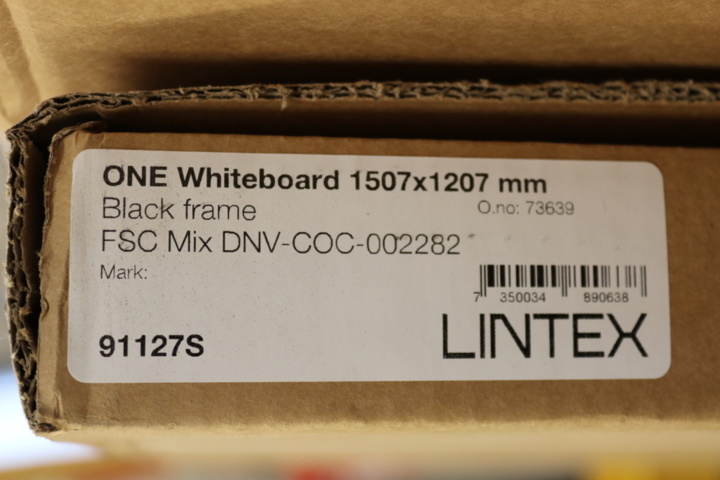 ONE Whiteboard 1507x1207 mm
Black frame O.no: 73639
FSC Mix DNV-COC-002282
Mark:
7 350034 890638
91127S LINTEX